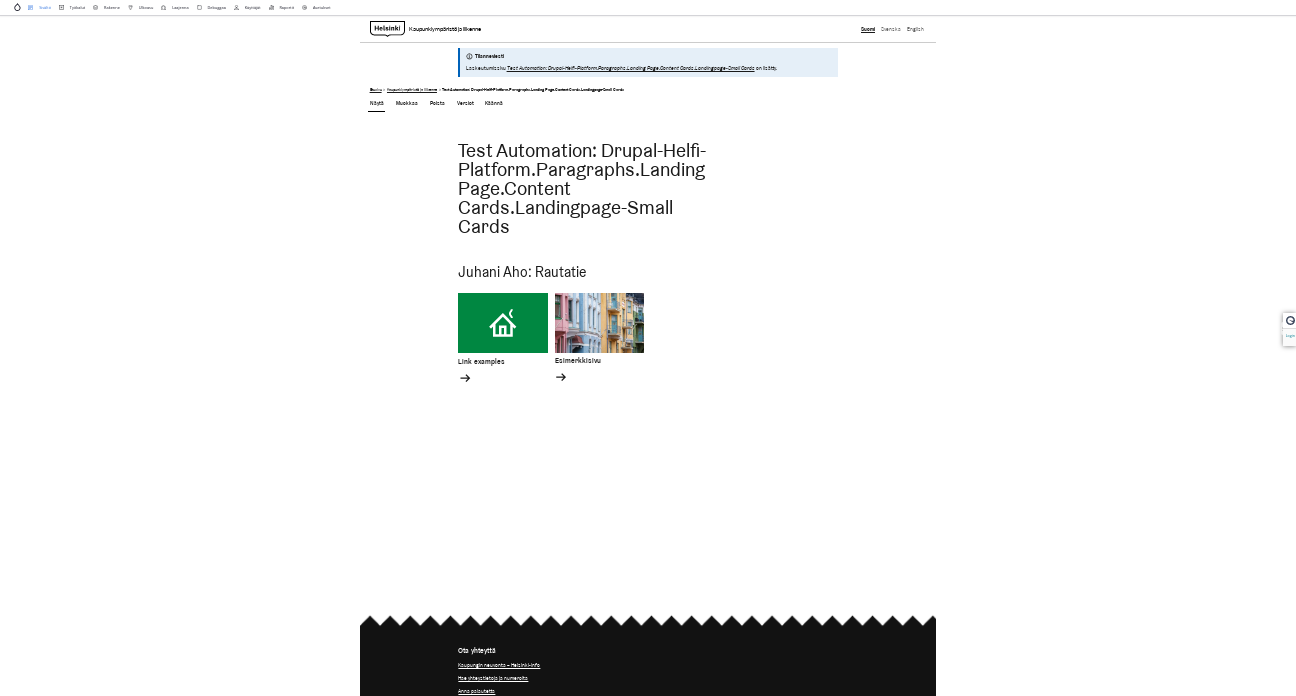 Sisältö Työkalut Rakenne Ulkoasu Laajenna Debuggaa Käyttäjät Raportit Asetukset
Helsinki Kaupunkiympäristö ja liikenne Suomi Svenska English
Tilanneviesti
Laskeutumissivu Test Automation: Drupal-Helfi-Platform.Paragraphs.Landing Page.Content Cards.Landingpage-Small Cards on lisätty.
Etusivu > Kaupunkiympäristö ja liikenne > Test Automation: Drupal-Helfi-Platform.Paragraphs.Landing Page.Content Cards.Landingpage-Small Cards
Näytä Muokkaa Poista Versiot Käännä
Test Automation: Drupal-Helfi-
Platform.Paragraphs.Landing
Page.Content
Cards.Landingpage-Small
Cards
Juhani Aho: Rautatie
Link examples Esimerkkisivu
Login
Ota yhteyttä
Kaupungin neuvonta – Helsinki-info
Hae yhteystietoja ja numeroita
Anna palautetta